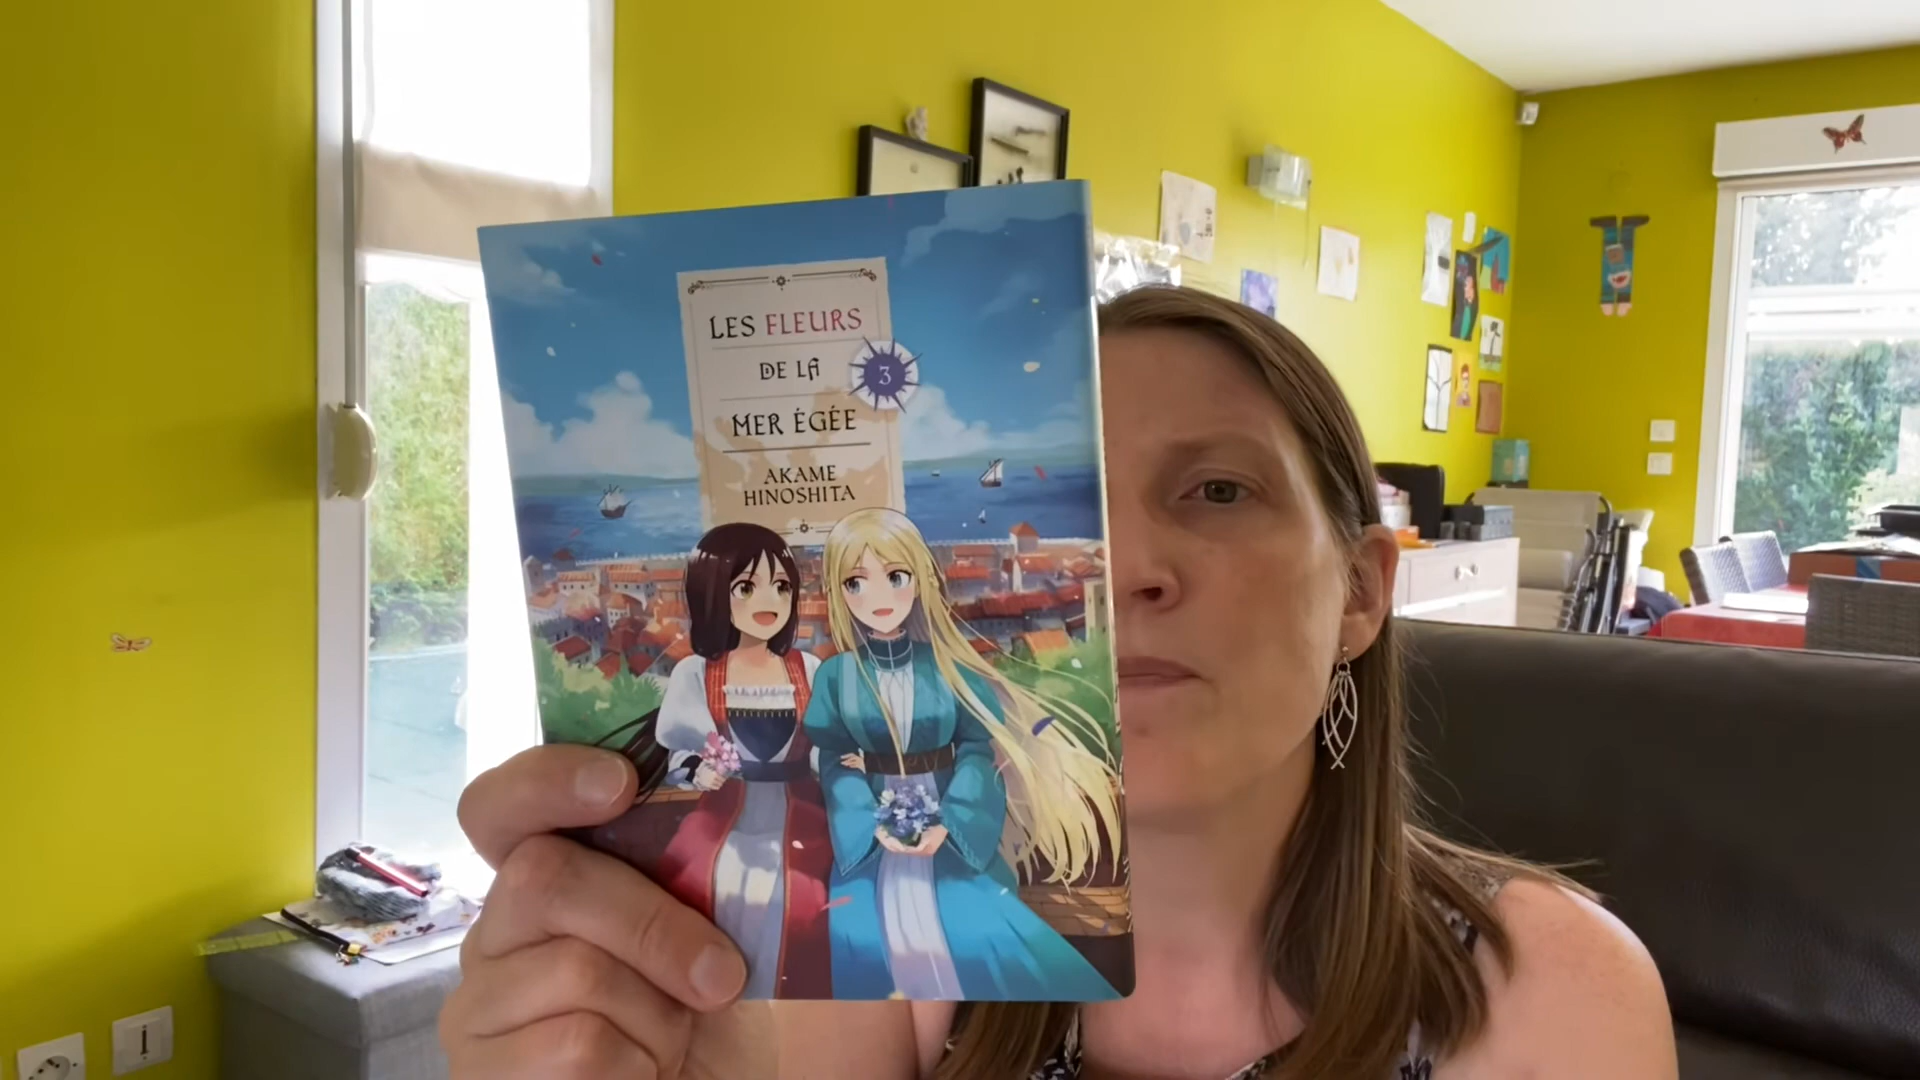 LES FLEURS
DE LA
3
MER ÉGÉE
AKAME
HINOSHITA